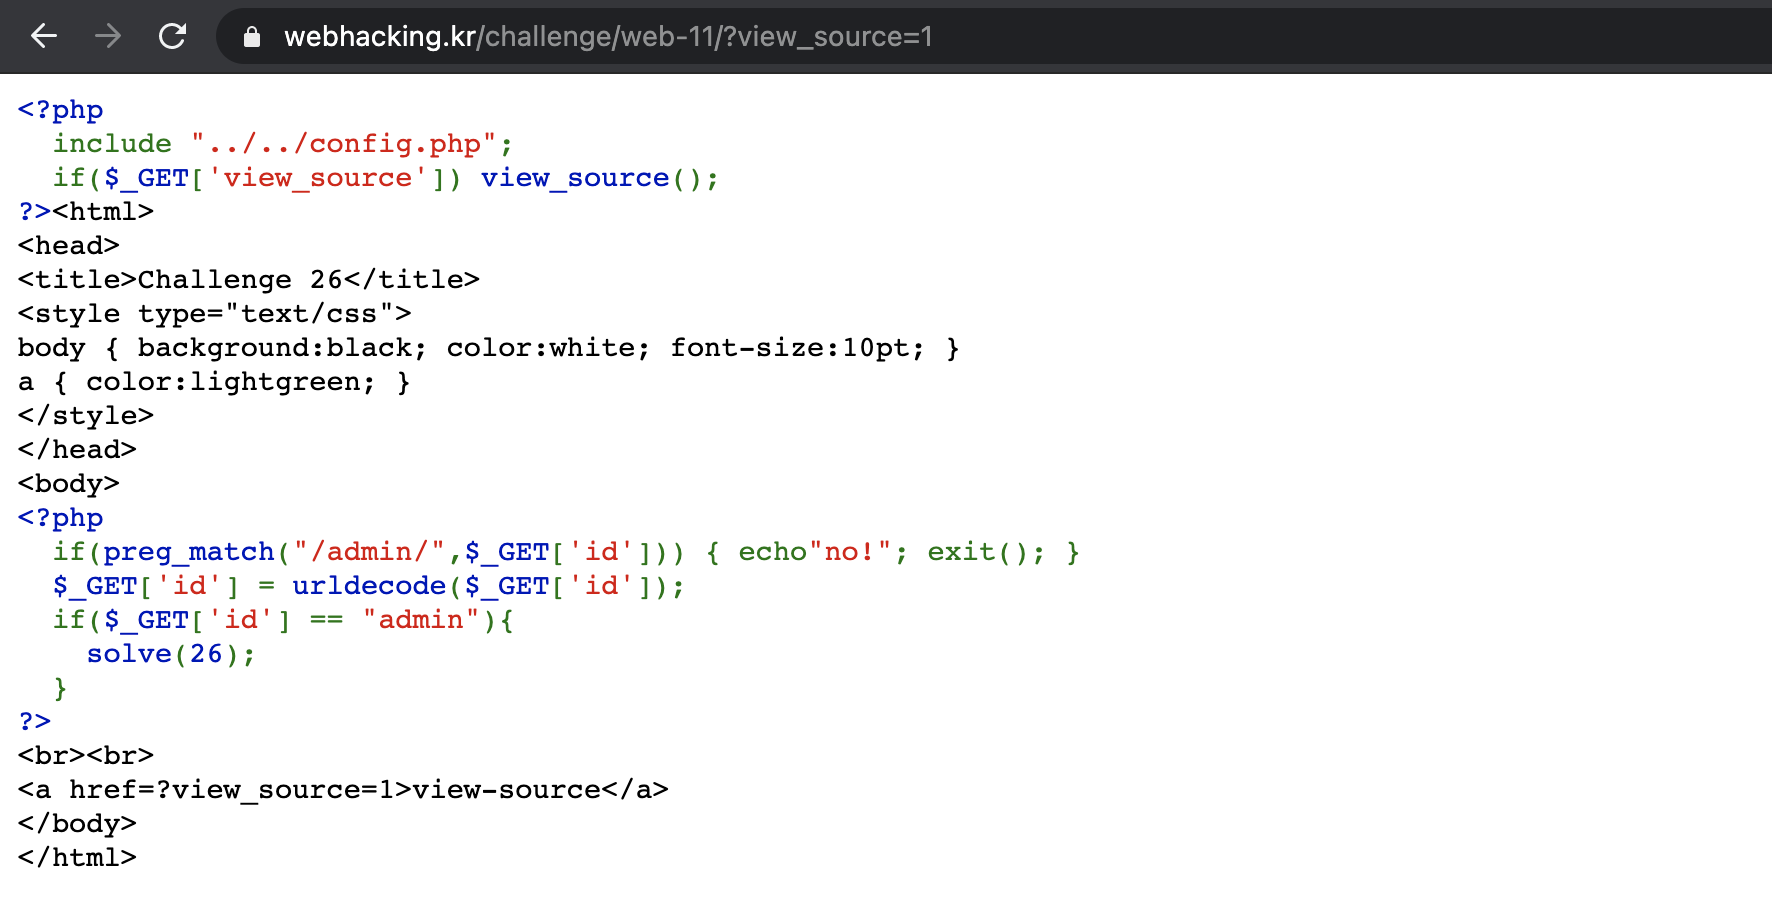 webhacking.kr/challenge/web-11/?view_source=1
<?php
  include "../../config.php";
  if($_GET['view_source']) view_source();
?><html>
<head>
<title>Challenge 26</title>
<style type="text/css">
body { background:black; color:white; font-size:10pt; }
a { color:lightgreen; }
</style>
</head>
<body>
<?php
  if(preg_match("/admin/",$_GET['id'])) { echo"no!"; exit(); }
  $_GET['id'] = urldecode($_GET['id']);
  if($_GET['id'] == "admin"){
    solve(26);
  }
?>
<br><br>
<a href=?view_source=1>view-source</a>
</body>
</html>